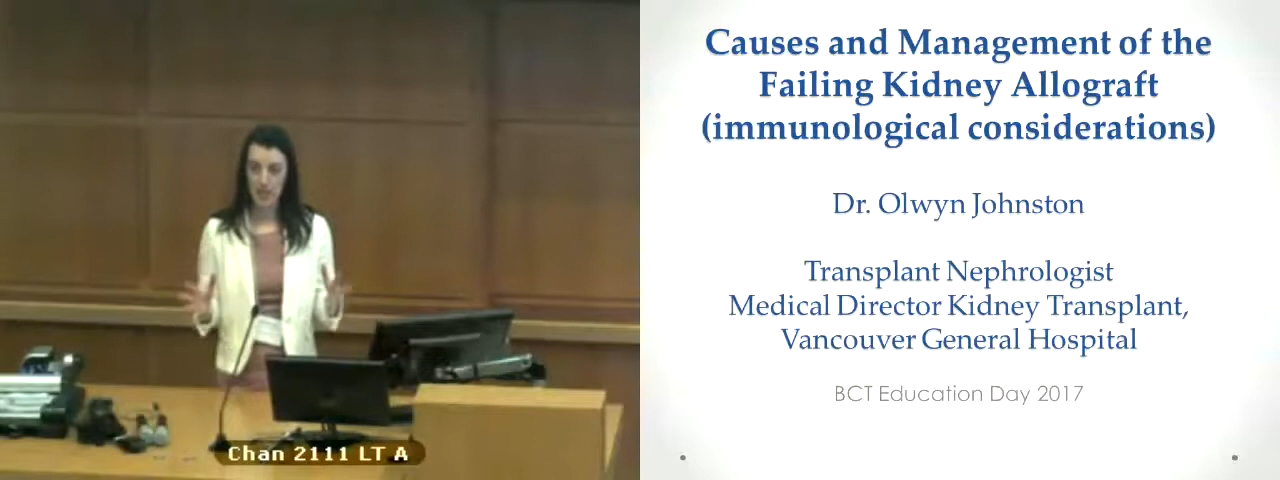 Chan 2111 LT A
Causes and Management of the
Failing Kidney Allograft
(immunological considerations)
Dr. Olwyn Johnston
Transplant Nephrologist
Medical Director Kidney Transplant,
Vancouver General Hospital
BCT Education Day 2017